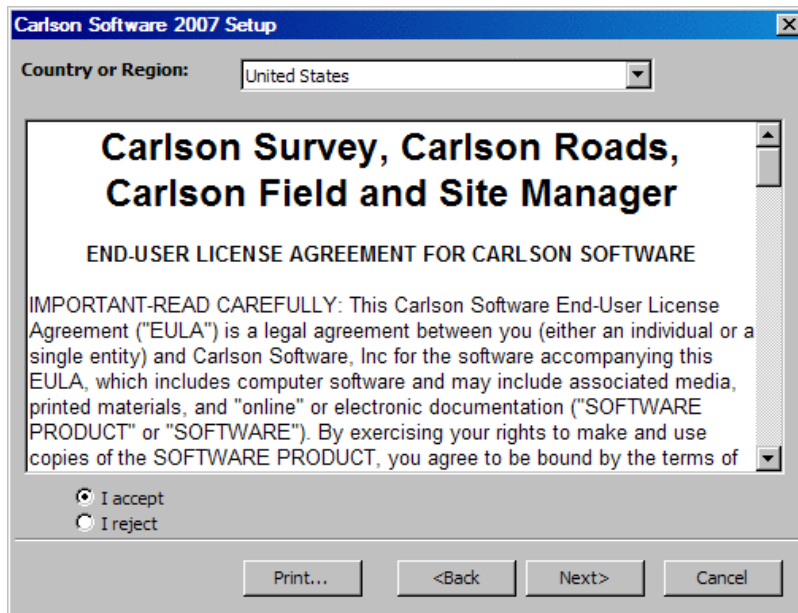 Carlson Software 2007 Setup
Country or Region:
United States
Carlson Survey, Carlson Roads,
Carlson Field and Site Manager
END-USER LICENSE AGREEMENT FOR CARLSON SOFTWARE
IMPORTANT-READ CAREFULLY: This Carlson Software End-User License
Agreement ("EULA") is a legal agreement between you (either an individual or a
single entity) and Carlson Software, Inc for the software accompanying this
EULA, which includes computer software and may include associated media,
printed materials, and "online" or electronic documentation ("SOFTWARE
PRODUCT" or "SOFTWARE"). By exercising your rights to make and use
copies of the SOFTWARE PRODUCT, you agree to be bound by the terms of
I accept
I reject
Print...
<Back
Next>
Cancel